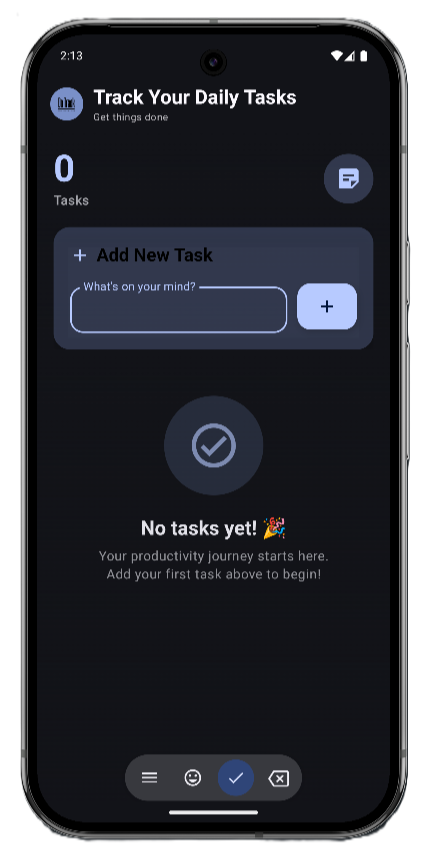 2:13
Track Your Daily Tasks
Get things done
0
Tasks
+ Add New Task
What's on your mind?
+
No tasks yet! 🎉
Your productivity journey starts here.
Add your first task above to begin!